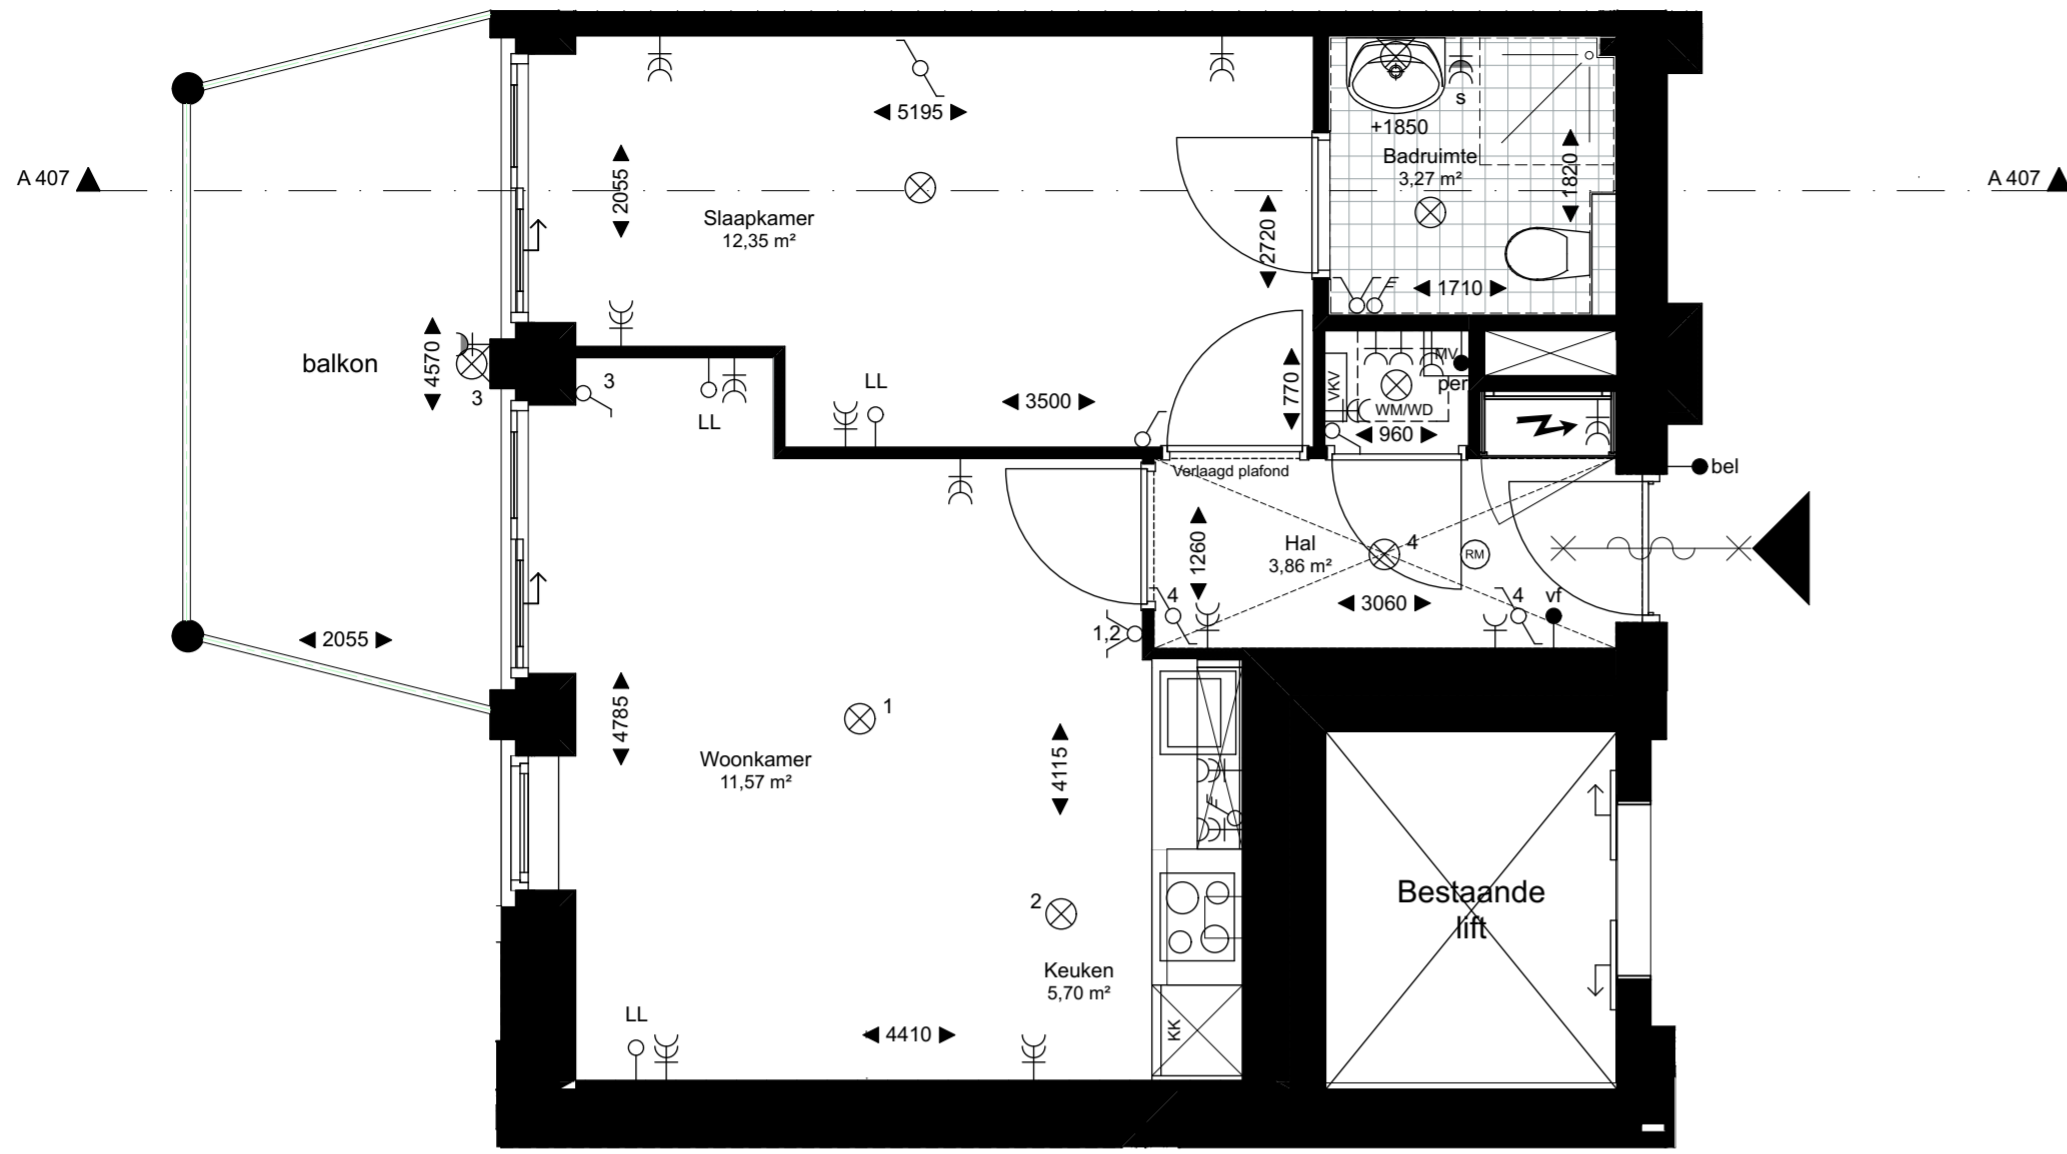 5195
s
+1850
Badruimte
3,27 m²
1820
A 407
A 407
2055
Slaapkamer
12,35 m²
2720
1710
balkon
4570
3
3
LL
LL
3500
770
VKV
MV
per
WM/WD
960
Verlaagd plafond
bel
1260
Hal
3,86 m²
4
RM
3060
4
4
vf
1,2
2055
4785
1
Woonkamer
11,57 m²
4115
2
Keuken
5,70 m²
Bestaande
lift
LL
4410
KK